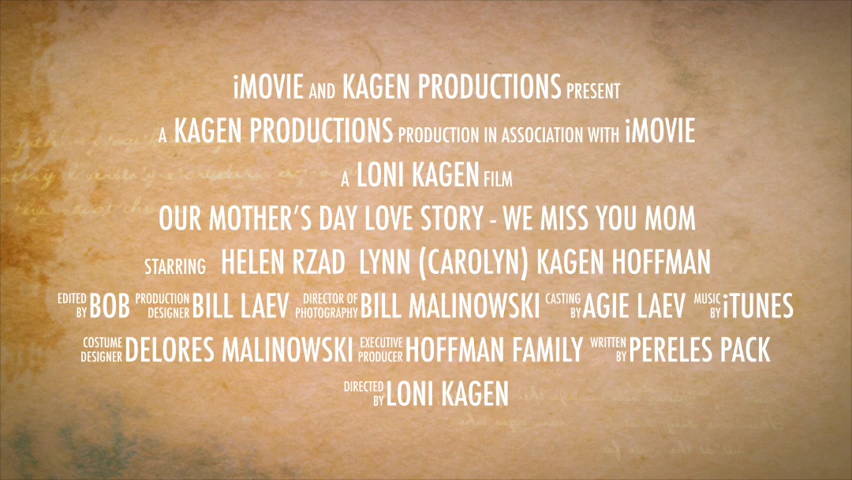 iMOVIE AND KAGEN PRODUCTIONS PRESENT
A KAGEN PRODUCTIONS PRODUCTION IN ASSOCIATION WITH iMOVIE
A LONI KAGEN FILM
OUR MOTHER'S DAY LOVE STORY - WE MISS YOU MOM
STARRING HELEN RZAD LYNN (CAROLYN) KAGEN HOFFMAN
EDITED BY BOB PRODUCTION DESIGNER BILL LAEV DIRECTOR OF PHOTOGRAPHY BILL MALINOWSKI CASTING BY AGIE LAEV MUSIC BY iTUNES
COSTUME DESIGNER DELORES MALINOWSKI EXECUTIVE PRODUCER HOFFMAN FAMILY WRITTEN BY PERELES PACK
DIRECTED BY LONI KAGEN